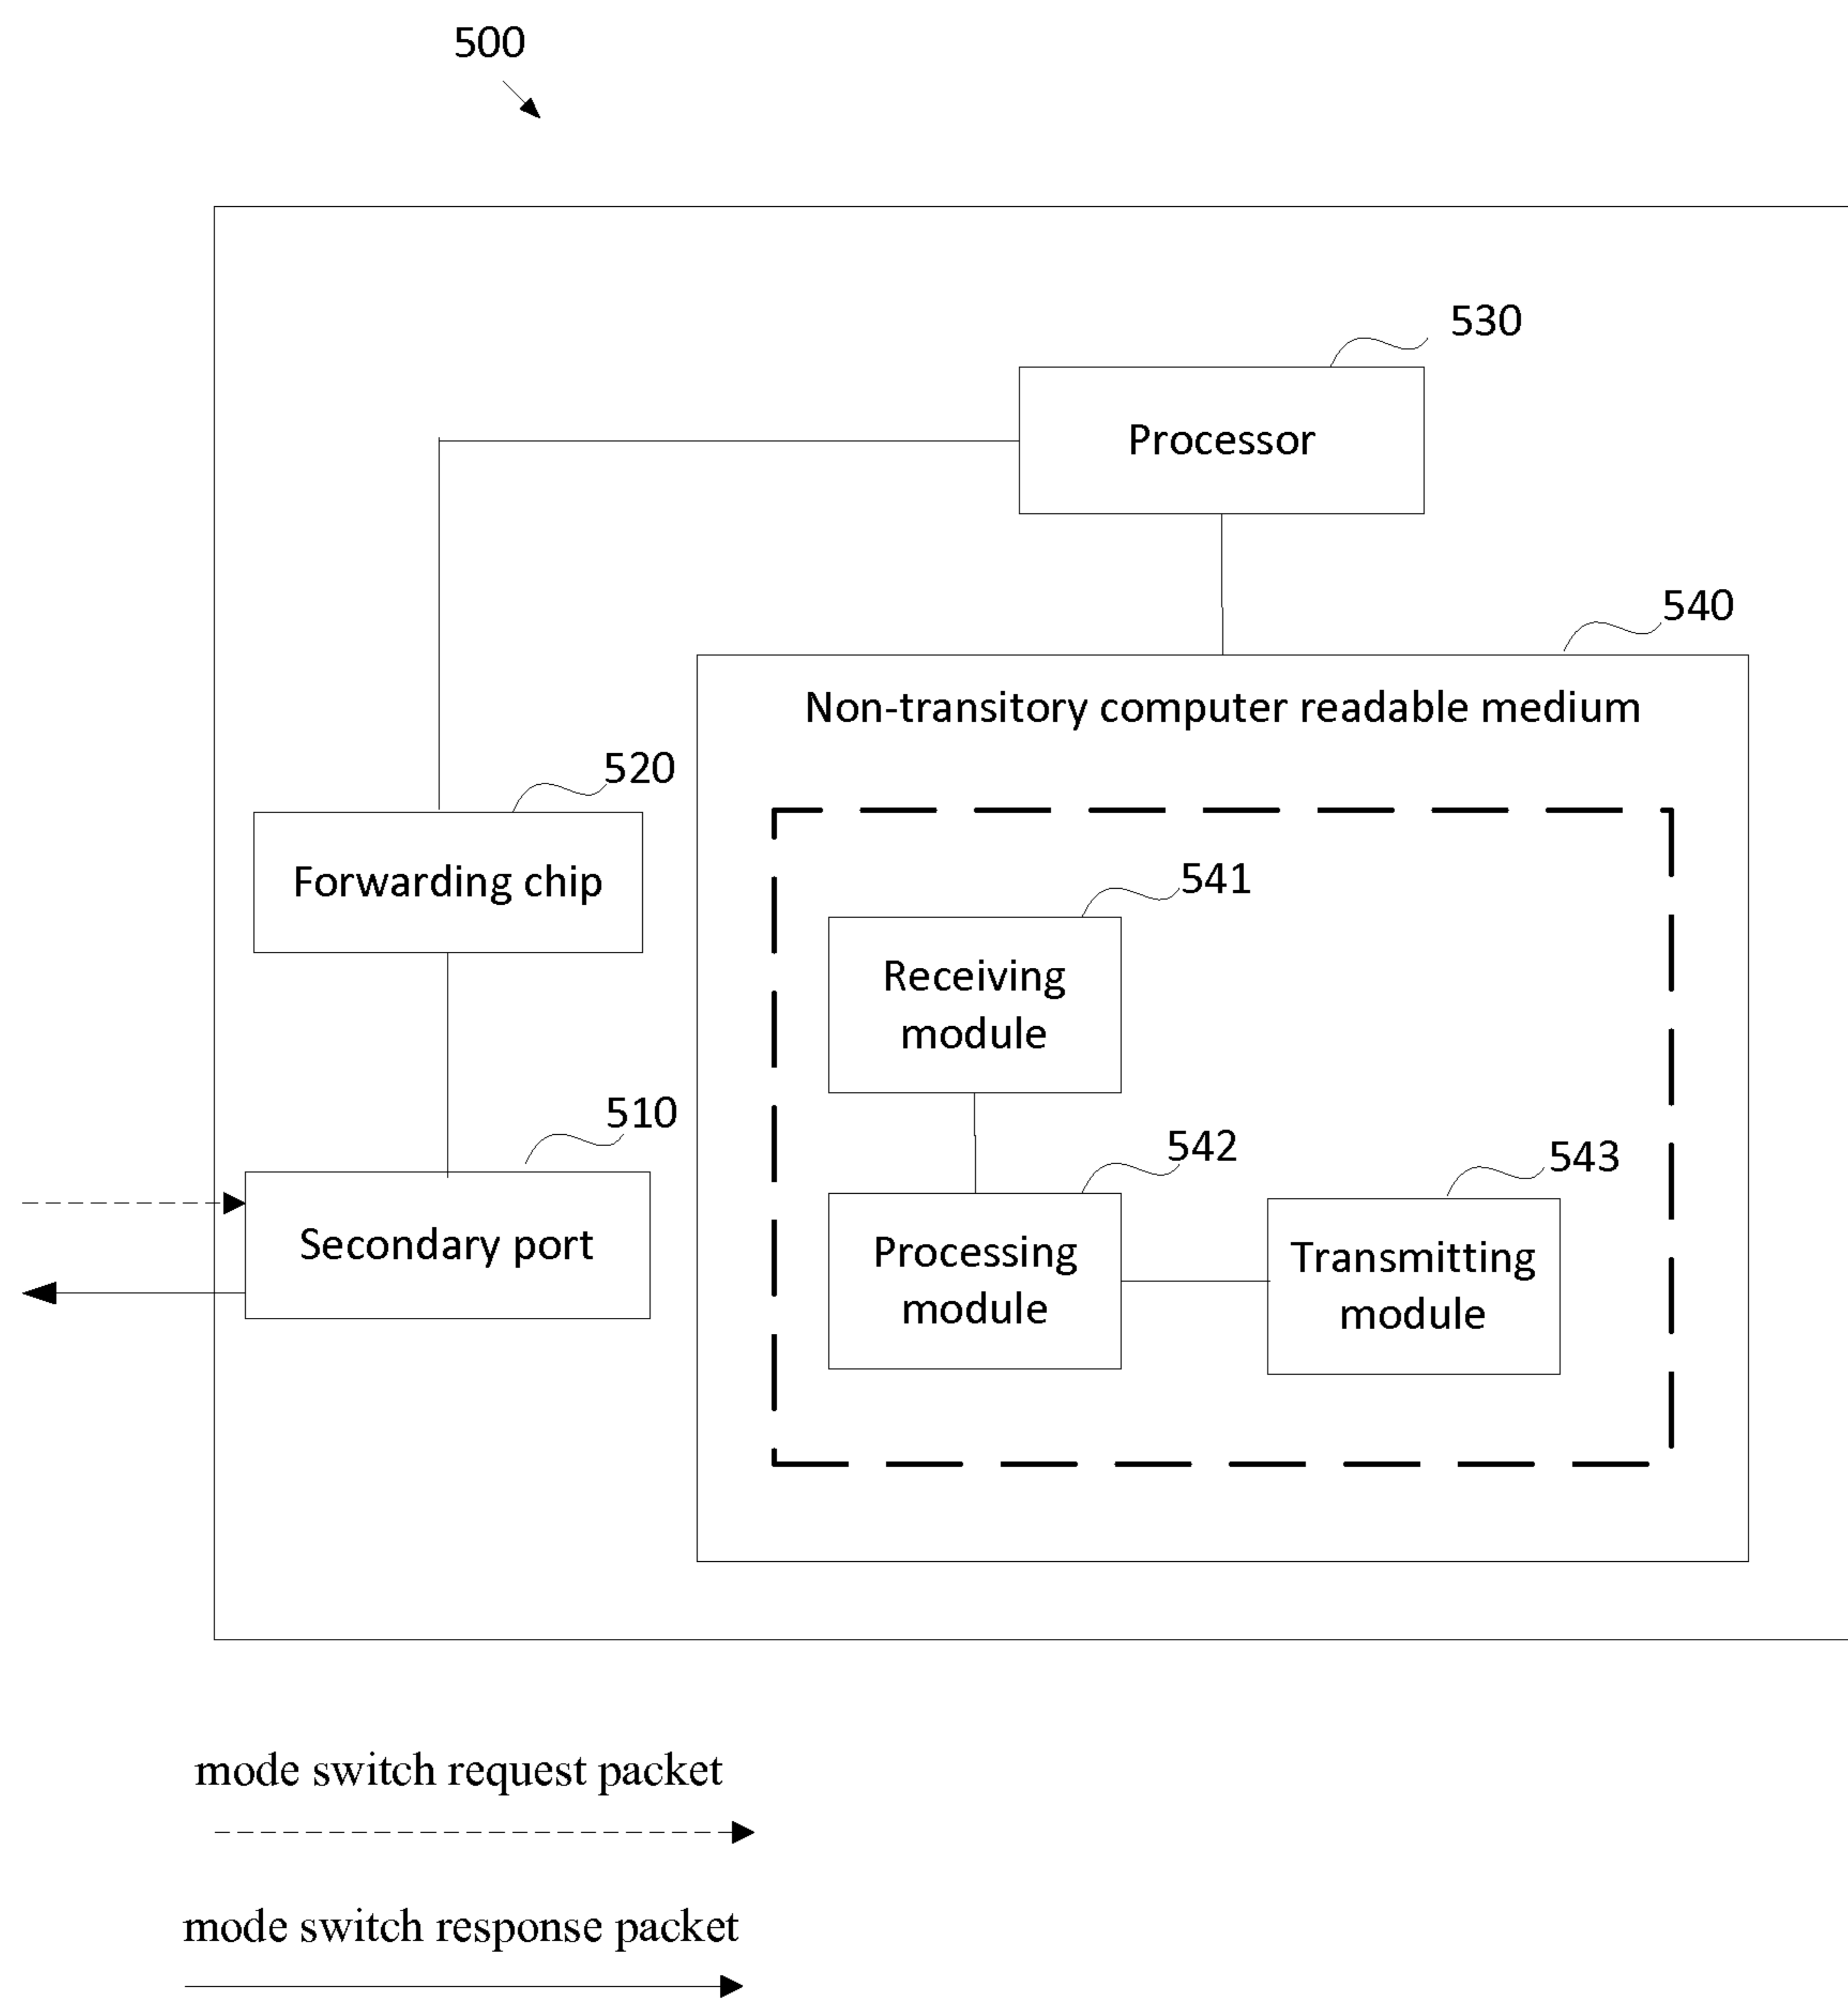 500
530
Processor
540
Non-transitory computer readable medium
520
Forwarding chip
541
Receiving
module
510
Secondary port
542
Processing
module
543
Transmitting
module
mode switch request packet
mode switch response packet